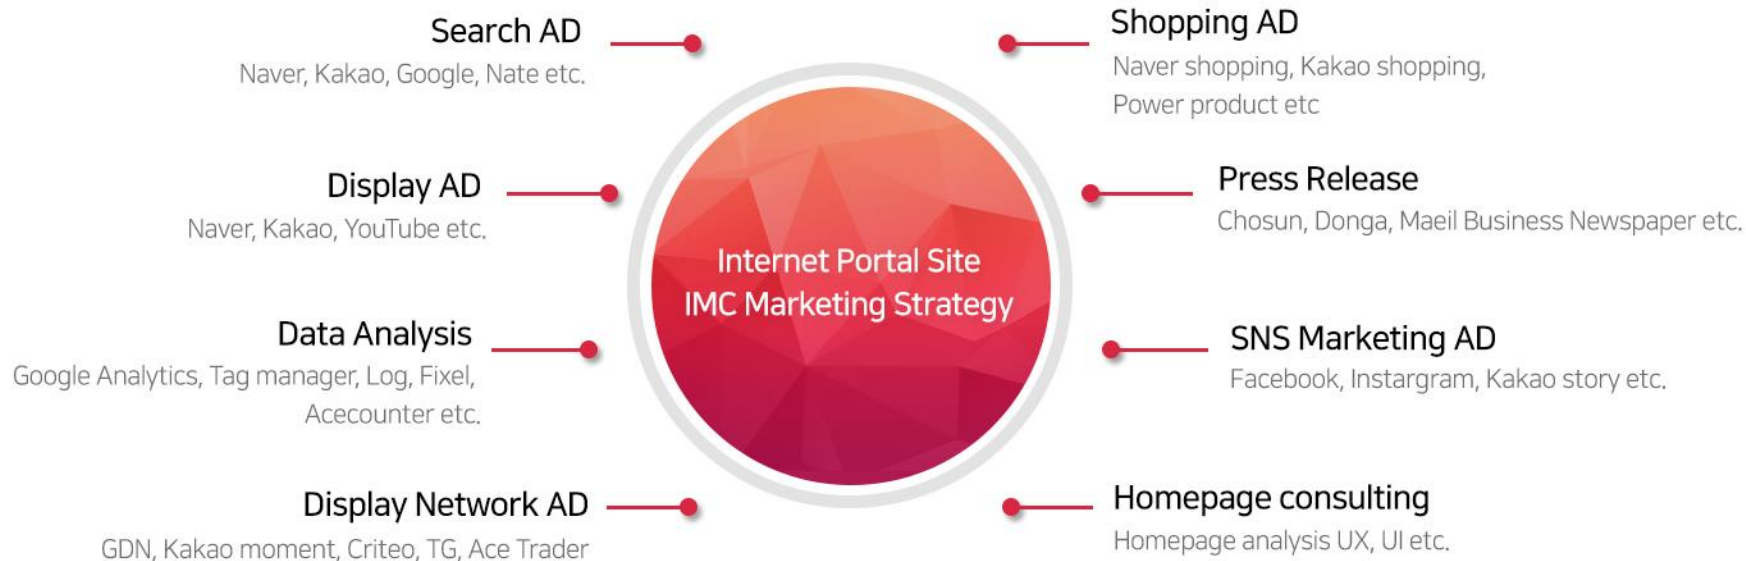 Search AD
Naver, Kakao, Google, Nate etc.
Display AD
Naver, Kakao, YouTube etc.
Data Analysis
Google Analytics, Tag manager, Log, Fixel,
Acecounter etc.
Display Network AD
GDN, Kakao moment, Criteo, TG, Ace Trader
Internet Portal Site
IMC Marketing Strategy
Shopping AD
Naver shopping, Kakao shopping,
Power product etc
Press Release
Chosun, Donga, Maeil Business Newspaper etc.
SNS Marketing AD
Facebook, Instargram, Kakao story etc.
Homepage consulting
Homepage analysis UX, UI etc.